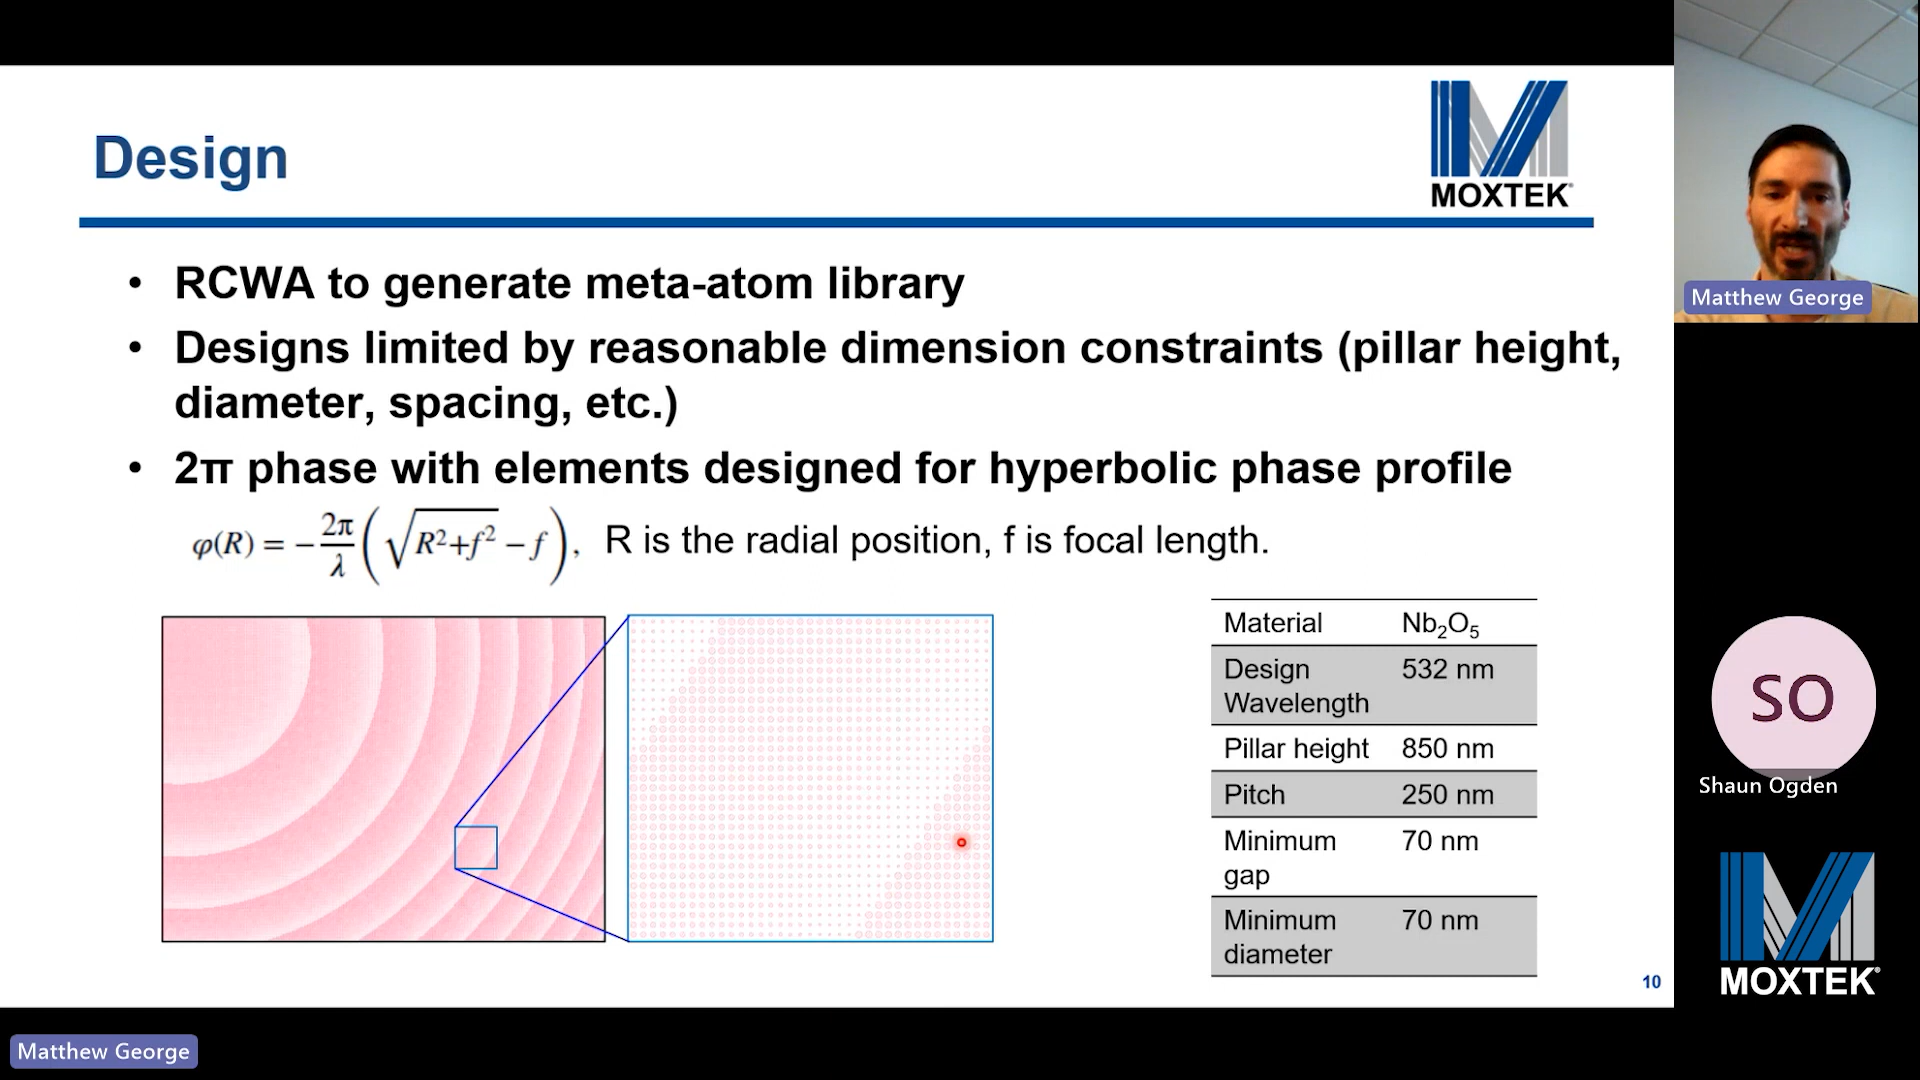 Design
MOXTEK®
• RCWA to generate meta-atom library
• Designs limited by reasonable dimension constraints (pillar height,
diameter, spacing, etc.)
• 2π phase with elements designed for hyperbolic phase profile
φ(R) = −2π/λ(√(R²+f²) − f), R is the radial position, f is focal length.
Material Nb₂O₅
Design 532 nm
Wavelength
Pillar height 850 nm
Pitch 250 nm
Minimum 70 nm
gap
Minimum 70 nm
diameter
10
Matthew George
SO
Shaun Ogden
MOXTEK®
Matthew George